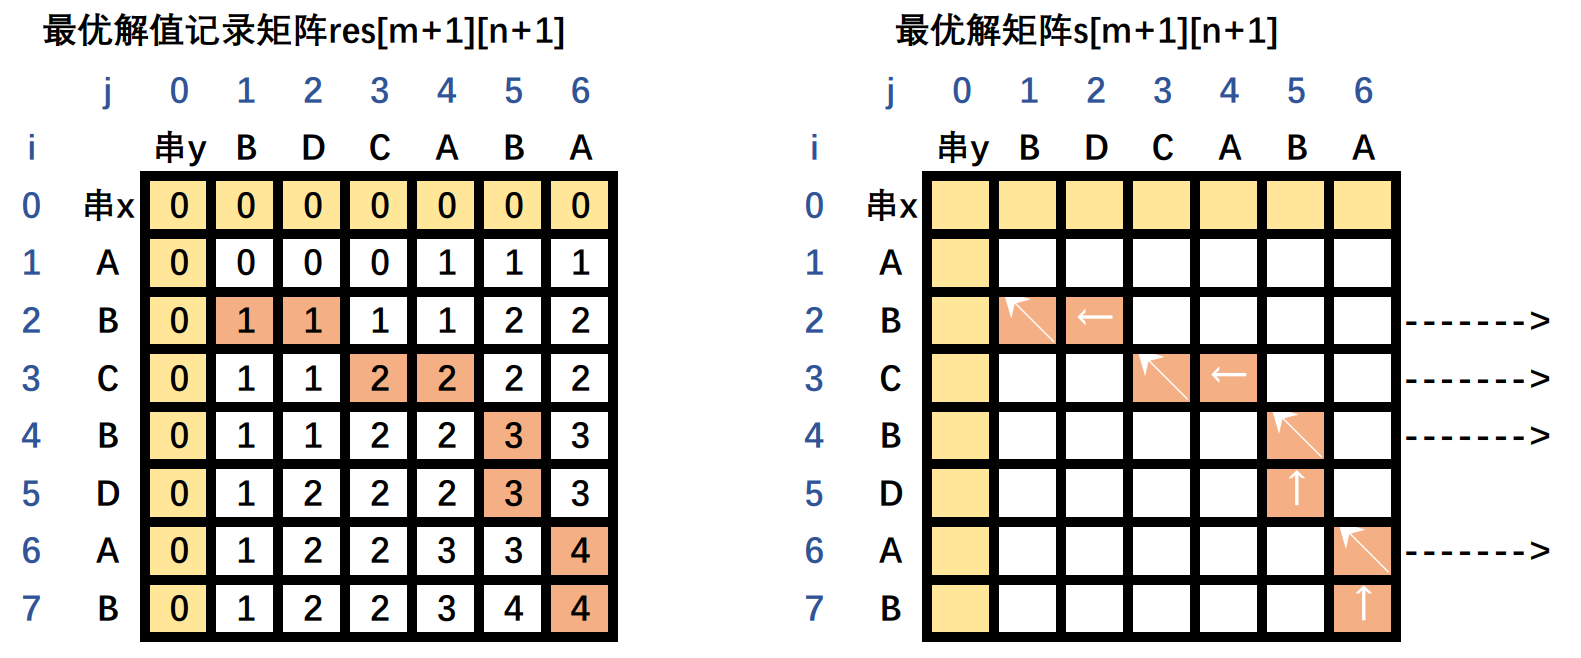 最优解值记录矩阵res[m+1][n+1]
j 0 1 2 3 4 5 6
i 串y B D C A B A
0 串x 0 0 0 0 0 0 0
1 A 0 0 0 0 1 1 1
2 B 0 1 1 1 1 2 2
3 C 0 1 1 2 2 2 2
4 B 0 1 1 2 2 3 3
5 D 0 1 2 2 2 3 3
6 A 0 1 2 2 3 3 4
7 B 0 1 2 2 3 4 4
最优解矩阵s[m+1][n+1]
j 0 1 2 3 4 5 6
i 串y B D C A B A
0 串x
1 A
2 B ↖ ← ------->
3 C ↖ ← ------->
4 B ↖ ------->
5 D ↑
6 A ↖ ------->
7 B ↑